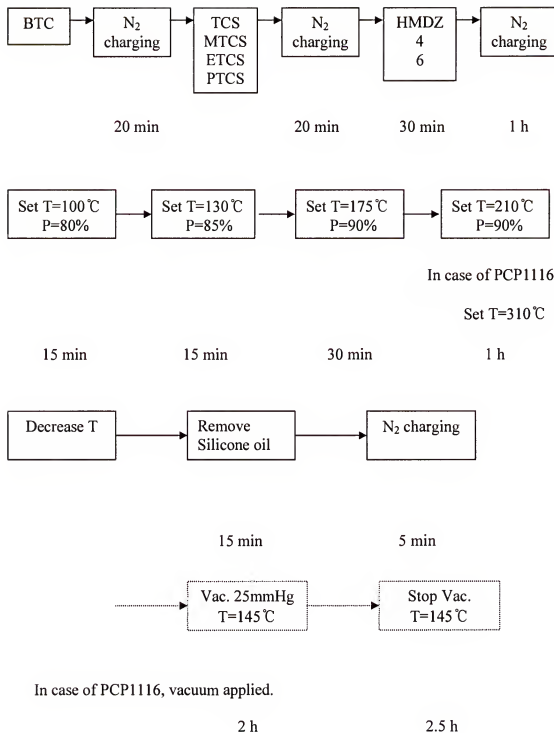 BTC
N₂
charging
TCS
MTCS
ETCS
PTCS
N₂
charging
HMDZ
4
6
N₂
charging
20 min
20 min
30 min
1 h
Set T=100℃
P=80%
Set T=130℃
P=85%
Set T=175℃
P=90%
Set T=210℃
P=90%
In case of PCP1116
Set T=310℃
15 min
15 min
30 min
1 h
Decrease T
Remove
Silicone oil
N₂ charging
15 min
5 min
Vac. 25mmHg
T=145℃
Stop Vac.
T=145℃
In case of PCP1116, vacuum applied.
2 h
2.5 h